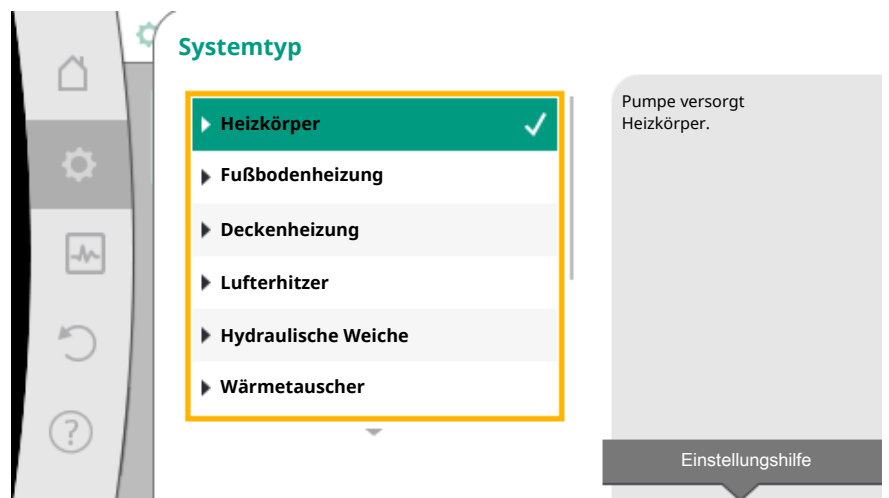 Systemtyp
Heizkörper
Fußbodenheizung
Deckenheizung
Lufterhitzer
Hydraulische Weiche
Wärmetauscher
Pumpe versorgt
Heizkörper.
Einstellungshilfe
?